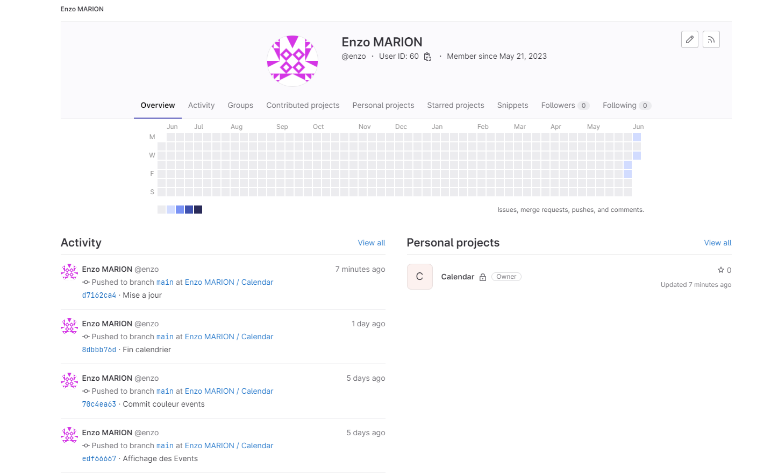 Enzo MARION
Enzo MARION
@enzo · User ID: 60 · Member since May 21, 2023
Overview Activity Groups Contributed projects Personal projects Starred projects Snippets Followers 0 Following 0
Jun Jul Aug Sep Oct Nov Dec Jan Feb Mar Apr May Jun
M
W
F
S
Issues, merge requests, pushes, and comments.
Activity View all
Enzo MARION @enzo 7 minutes ago
Pushed to branch main at Enzo MARION / Calendar
d7162ca4 · Mise a jour
Enzo MARION @enzo 1 day ago
Pushed to branch main at Enzo MARION / Calendar
8dbbb76d · Fin calendrier
Enzo MARION @enzo 5 days ago
Pushed to branch main at Enzo MARION / Calendar
70c4ea63 · Commit couleur events
Enzo MARION @enzo 5 days ago
Pushed to branch main at Enzo MARION / Calendar
edf66667 · Affichage des Events
Personal projects View all
C
Calendar Owner 0
Updated 7 minutes ago